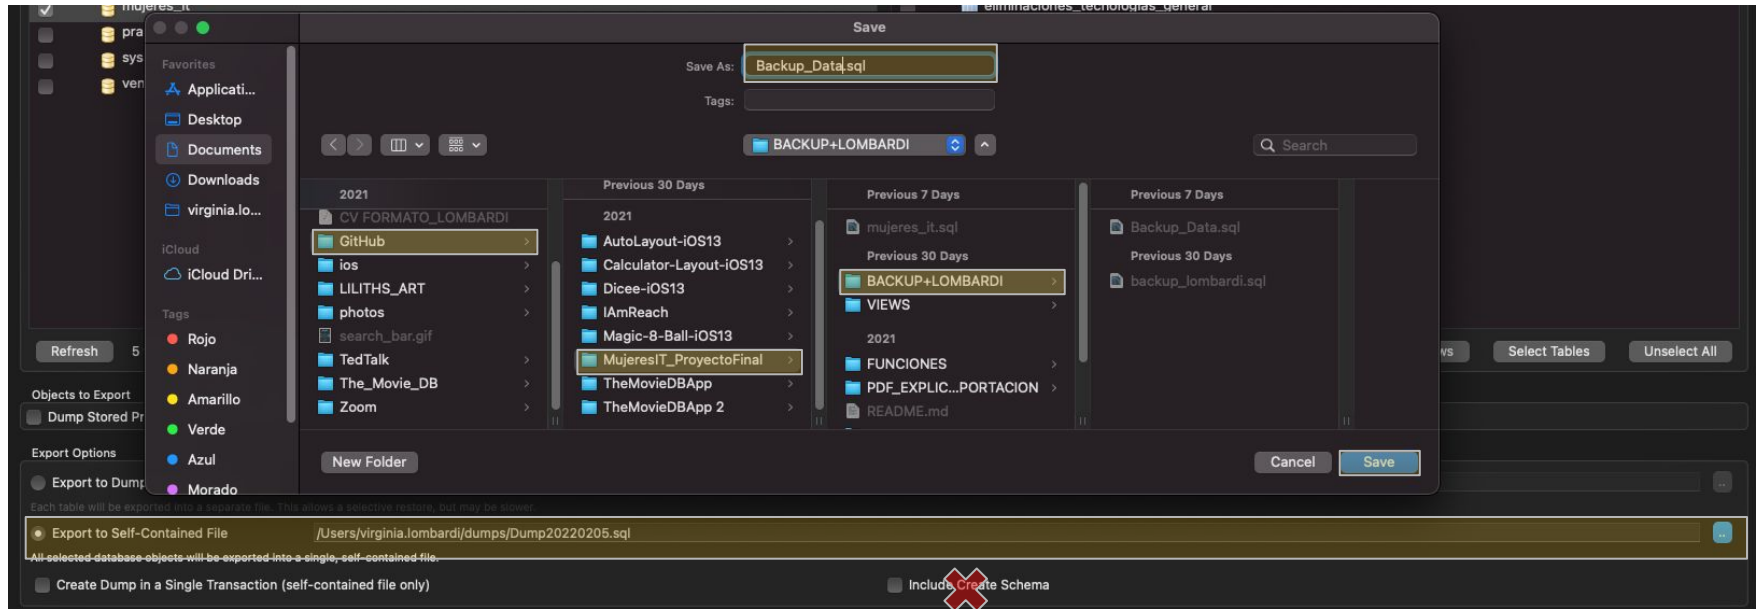 mujeres_it
eliminaciones_tecnologias_general
pra
sys
ven
Save
Favorites
Applicati...
Desktop
Documents
Downloads
virginia.lo...
iCloud
iCloud Dri...
Tags
Rojo
Naranja
Amarillo
Verde
Azul
Morado
Save As: Backup_Data.sql
Tags:
BACKUP+LOMBARDI
Search
2021
CV FORMATO_LOMBARDI
GitHub
ios
LILITHS_ART
photos
search_bar.gif
TedTalk
The_Movie_DB
Zoom
Previous 30 Days
2021
AutoLayout-iOS13
Calculator-Layout-iOS13
Dicee-iOS13
IAmReach
Magic-8-Ball-iOS13
MujeresIT_ProyectoFinal
TheMovieDBApp
TheMovieDBApp 2
Previous 7 Days
mujeres_it.sql
Previous 30 Days
BACKUP+LOMBARDI
VIEWS
2021
FUNCIONES
PDF_EXPLIC...PORTACION
README.md
Previous 7 Days
Backup_Data.sql
Previous 30 Days
backup_lombardi.sql
New Folder
Cancel
Save
Refresh
5
ws
Select Tables
Unselect All
Objects to Export
Dump Stored Pr
Export Options
Export to Dump
..
Each table will be exported into a separate file. This allows a selective restore, but may be slower.
Export to Self-Contained File
/Users/virginia.lombardi/dumps/Dump20220205.sql
..
All selected database objects will be exported into a single, self-contained file.
Create Dump in a Single Transaction (self-contained file only)
Include Create Schema